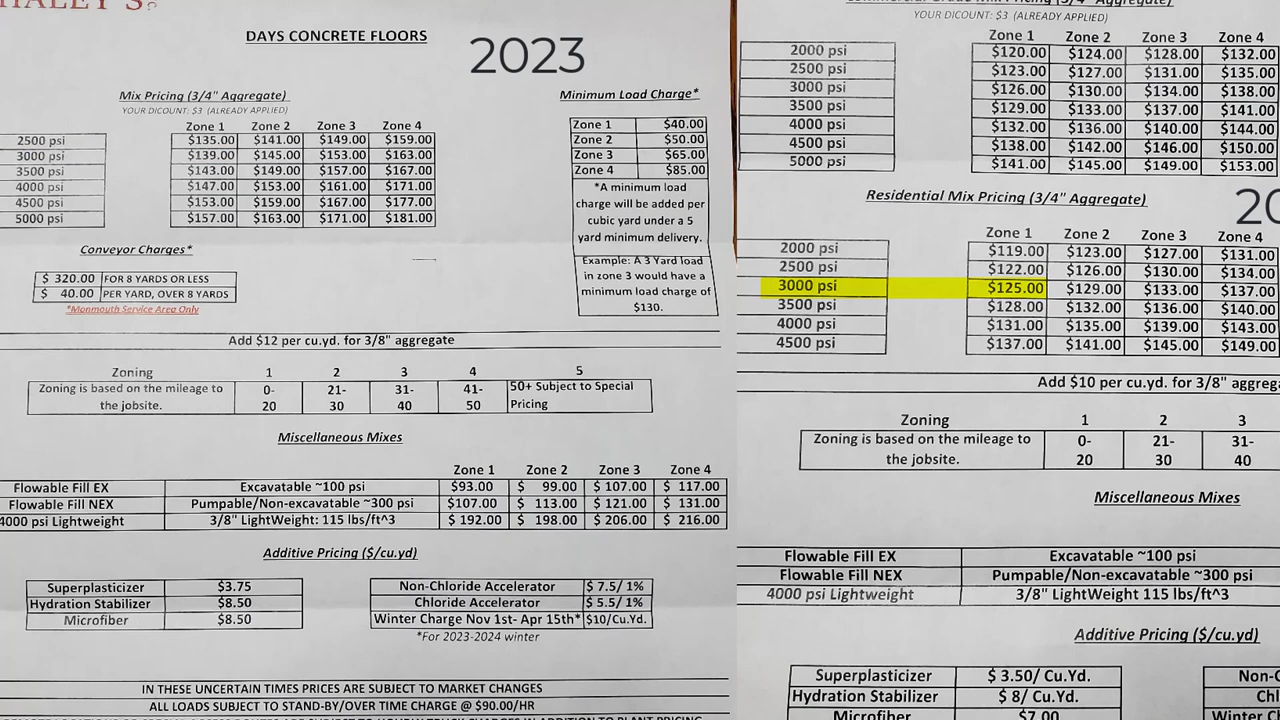 HALEY'S
DAYS CONCRETE FLOORS
2023
Mix Pricing (3/4" Aggregate)
YOUR DICOUNT: $3 (ALREADY APPLIED)
Zone 1 Zone 2 Zone 3 Zone 4
2500 psi $135.00 $141.00 $149.00 $159.00
3000 psi $139.00 $145.00 $153.00 $163.00
3500 psi $143.00 $149.00 $157.00 $167.00
4000 psi $147.00 $153.00 $161.00 $171.00
4500 psi $153.00 $159.00 $167.00 $177.00
5000 psi $157.00 $163.00 $171.00 $181.00
Minimum Load Charge*
Zone 1 $40.00
Zone 2 $50.00
Zone 3 $65.00
Zone 4 $85.00
*A minimum load
charge will be added per
cubic yard under a 5
yard minimum delivery.
Example: A 3 Yard load
in zone 3 would have a
minimum load charge of
$130.
Conveyor Charges*
$ 320.00 FOR 8 YARDS OR LESS
$ 40.00 PER YARD, OVER 8 YARDS
*Monmouth Service Area Only
Add $12 per cu.yd. for 3/8" aggregate
Zoning 1 2 3 4 5
Zoning is based on the mileage to 0- 21- 31- 41- 50+ Subject to Special
the jobsite. 20 30 40 50 Pricing
Miscellaneous Mixes
Zone 1 Zone 2 Zone 3 Zone 4
Flowable Fill EX Excavatable ~100 psi $93.00 $ 99.00 $ 107.00 $ 117.00
Flowable Fill NEX Pumpable/Non-excavatable ~300 psi $107.00 $ 113.00 $ 121.00 $ 131.00
4000 psi Lightweight 3/8" LightWeight: 115 lbs/ft^3 $ 192.00 $ 198.00 $ 206.00 $ 216.00
Additive Pricing ($/cu.yd)
Superplasticizer $3.75
Hydration Stabilizer $8.50
Microfiber $8.50
Non-Chloride Accelerator $ 7.5/ 1%
Chloride Accelerator $ 5.5/ 1%
Winter Charge Nov 1st- Apr 15th* $10/Cu.Yd.
*For 2023-2024 winter
IN THESE UNCERTAIN TIMES PRICES ARE SUBJECT TO MARKET CHANGES
ALL LOADS SUBJECT TO STAND-BY/OVER TIME CHARGE @ $90.00/HR
Mix Pricing (3/4" Aggregate)
YOUR DICOUNT: $3 (ALREADY APPLIED)
Zone 1 Zone 2 Zone 3 Zone 4
2000 psi $120.00 $124.00 $128.00 $132.00
2500 psi $123.00 $127.00 $131.00 $135.00
3000 psi $126.00 $130.00 $134.00 $138.00
3500 psi $129.00 $133.00 $137.00 $141.00
4000 psi $132.00 $136.00 $140.00 $144.00
4500 psi $138.00 $142.00 $146.00 $150.00
5000 psi $141.00 $145.00 $149.00 $153.00
Residential Mix Pricing (3/4" Aggregate)
20
Zone 1 Zone 2 Zone 3 Zone 4
2000 psi $119.00 $123.00 $127.00 $131.00
2500 psi $122.00 $126.00 $130.00 $134.00
3000 psi $125.00 $129.00 $133.00 $137.00
3500 psi $128.00 $132.00 $136.00 $140.00
4000 psi $131.00 $135.00 $139.00 $143.00
4500 psi $137.00 $141.00 $145.00 $149.00
Add $10 per cu.yd. for 3/8" aggrega
Zoning 1 2 3
Zoning is based on the mileage to 0- 21- 31-
the jobsite. 20 30 40
Miscellaneous Mixes
Flowable Fill EX Excavatable ~100 psi
Flowable Fill NEX Pumpable/Non-excavatable ~300 psi
4000 psi Lightweight 3/8" LightWeight 115 lbs/ft^3
Additive Pricing ($/cu.yd)
Superplasticizer $ 3.50/ Cu.Yd. Non-C
Hydration Stabilizer $ 8/ Cu.Yd. Chl
Microfiber $7.00